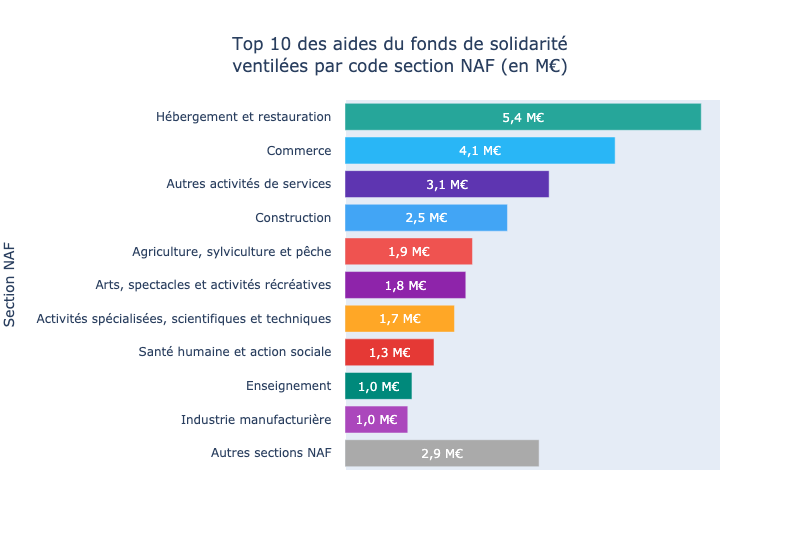 Top 10 des aides du fonds de solidarité
ventilées par code section NAF (en M€)
Section NAF
Hébergement et restauration 5,4 M€
Commerce 4,1 M€
Autres activités de services 3,1 M€
Construction 2,5 M€
Agriculture, sylviculture et pêche 1,9 M€
Arts, spectacles et activités récréatives 1,8 M€
Activités spécialisées, scientifiques et techniques 1,7 M€
Santé humaine et action sociale 1,3 M€
Enseignement 1,0 M€
Industrie manufacturière 1,0 M€
Autres sections NAF 2,9 M€